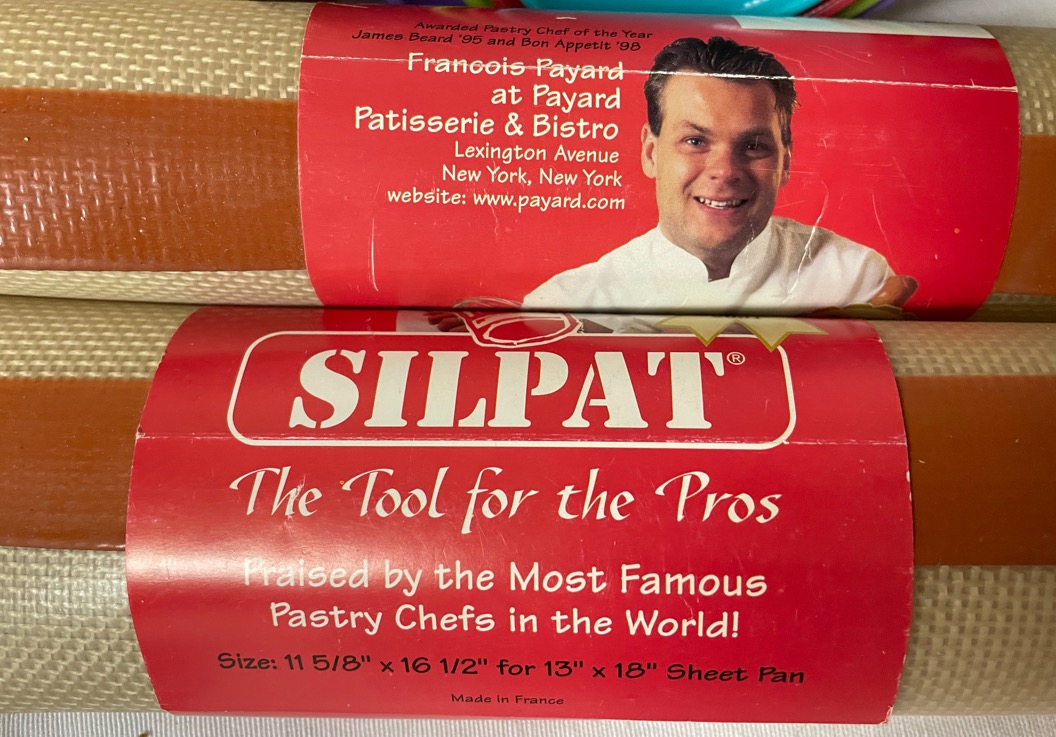 Awarded Pastry Chef of the Year
James Beard '95 and Bon Appetit '98
Francois Payard
at Payard
Patisserie & Bistro
Lexington Avenue
New York, New York
website: www.payard.com
SILPAT®
The Tool for the Pros
Praised by the Most Famous
Pastry Chefs in the World!
Size: 11 5/8" x 16 1/2" for 13" x 18" Sheet Pan
Made in France